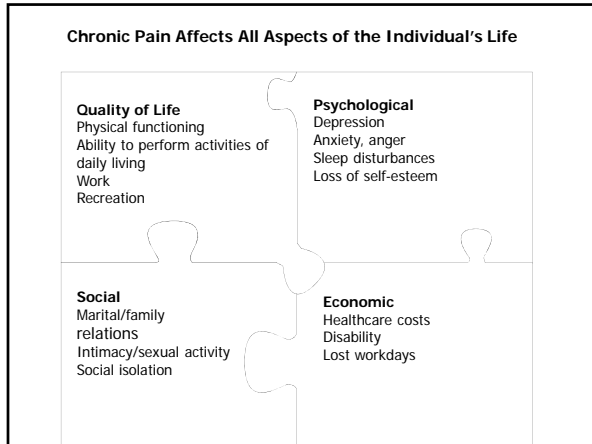 Chronic Pain Affects All Aspects of the Individual's Life
Quality of Life
Physical functioning
Ability to perform activities of
daily living
Work
Recreation
Psychological
Depression
Anxiety, anger
Sleep disturbances
Loss of self-esteem
Social
Marital/family
relations
Intimacy/sexual activity
Social isolation
Economic
Healthcare costs
Disability
Lost workdays